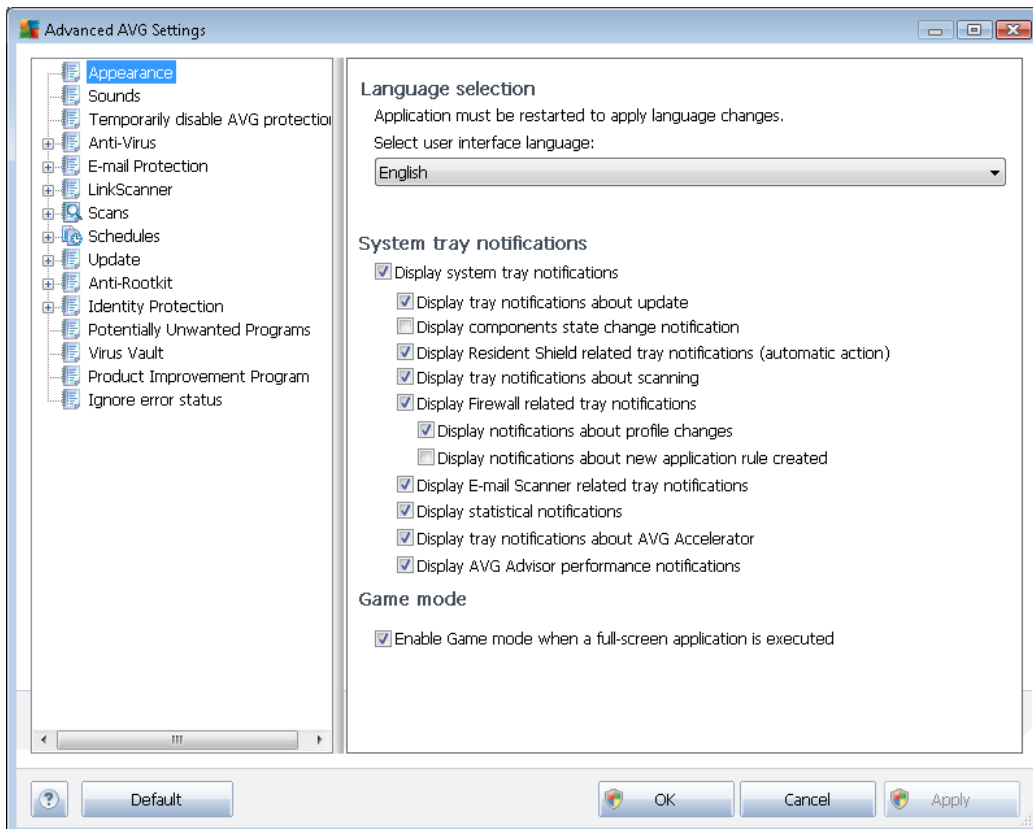 Advanced AVG Settings
Appearance
Sounds
Temporarily disable AVG protection
Anti-Virus
E-mail Protection
LinkScanner
Scans
Schedules
Update
Anti-Rootkit
Identity Protection
Potentially Unwanted Programs
Virus Vault
Product Improvement Program
Ignore error status
Language selection
Application must be restarted to apply language changes.
Select user interface language:
English
System tray notifications
Display system tray notifications
Display tray notifications about update
Display components state change notification
Display Resident Shield related tray notifications (automatic action)
Display tray notifications about scanning
Display Firewall related tray notifications
Display notifications about profile changes
Display notifications about new application rule created
Display E-mail Scanner related tray notifications
Display statistical notifications
Display tray notifications about AVG Accelerator
Display AVG Advisor performance notifications
Game mode
Enable Game mode when a full-screen application is executed
? Default OK Cancel Apply